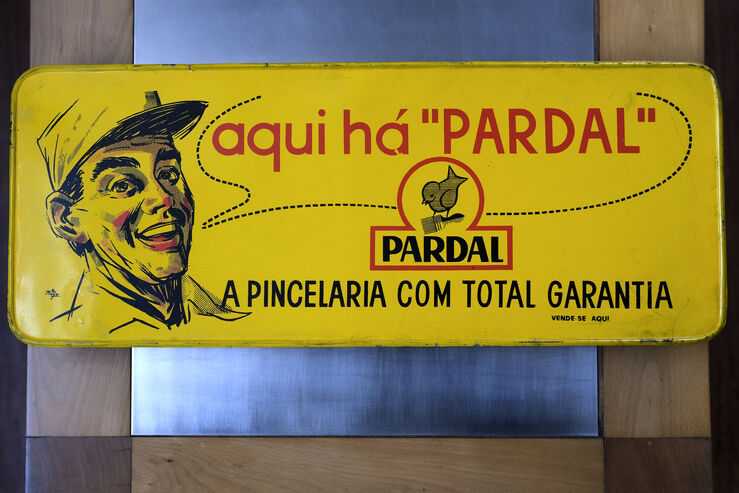 aqui há "PARDAL"
PARDAL
A PINCELARIA COM TOTAL GARANTIA
VENDE-SE AQUI